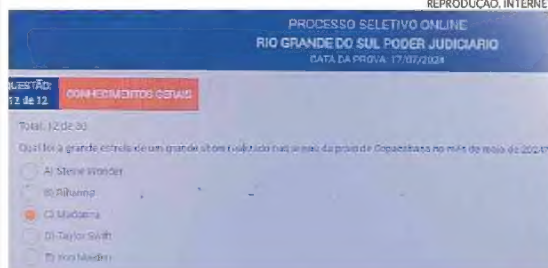 REPRODUÇÃO, INTERNE
PROCESSO SELETIVO ONLINE
RIO GRANDE DO SUL PODER JUDICIARIO
DATA DA PROVA: 17/07/2024
QUESTÃO:
12 de 12
CONHECIMENTOS GERAIS
Total: 12 de 20
Qual foi a grande estrela de um grande show realizado nas areias da praia de Copacabana no mês de maio de 2024?
A) Stevie Wonder
B) Rihanna
C) Madonna
D) Taylor Swift
E) Iron Maiden